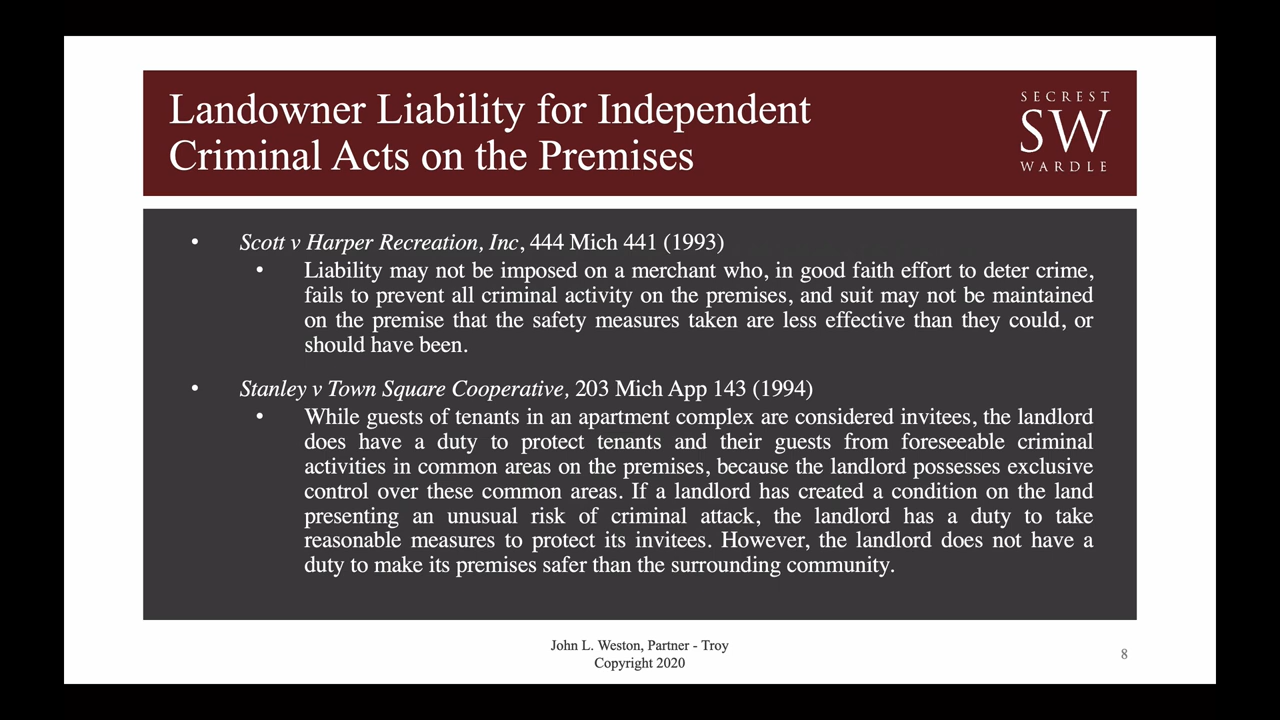 Landowner Liability for Independent
Criminal Acts on the Premises
SECREST
SW
WARDLE
• Scott v Harper Recreation, Inc, 444 Mich 441 (1993)
• Liability may not be imposed on a merchant who, in good faith effort to deter crime,
fails to prevent all criminal activity on the premises, and suit may not be maintained
on the premise that the safety measures taken are less effective than they could, or
should have been.
• Stanley v Town Square Cooperative, 203 Mich App 143 (1994)
• While guests of tenants in an apartment complex are considered invitees, the landlord
does have a duty to protect tenants and their guests from foreseeable criminal
activities in common areas on the premises, because the landlord possesses exclusive
control over these common areas. If a landlord has created a condition on the land
presenting an unusual risk of criminal attack, the landlord has a duty to take
reasonable measures to protect its invitees. However, the landlord does not have a
duty to make its premises safer than the surrounding community.
John L. Weston, Partner - Troy
Copyright 2020
8